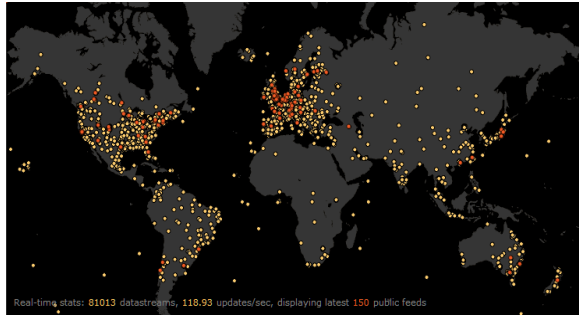 Real-time stats: 81013 datastreams, 118.93 updates/sec, displaying latest 150 public feeds